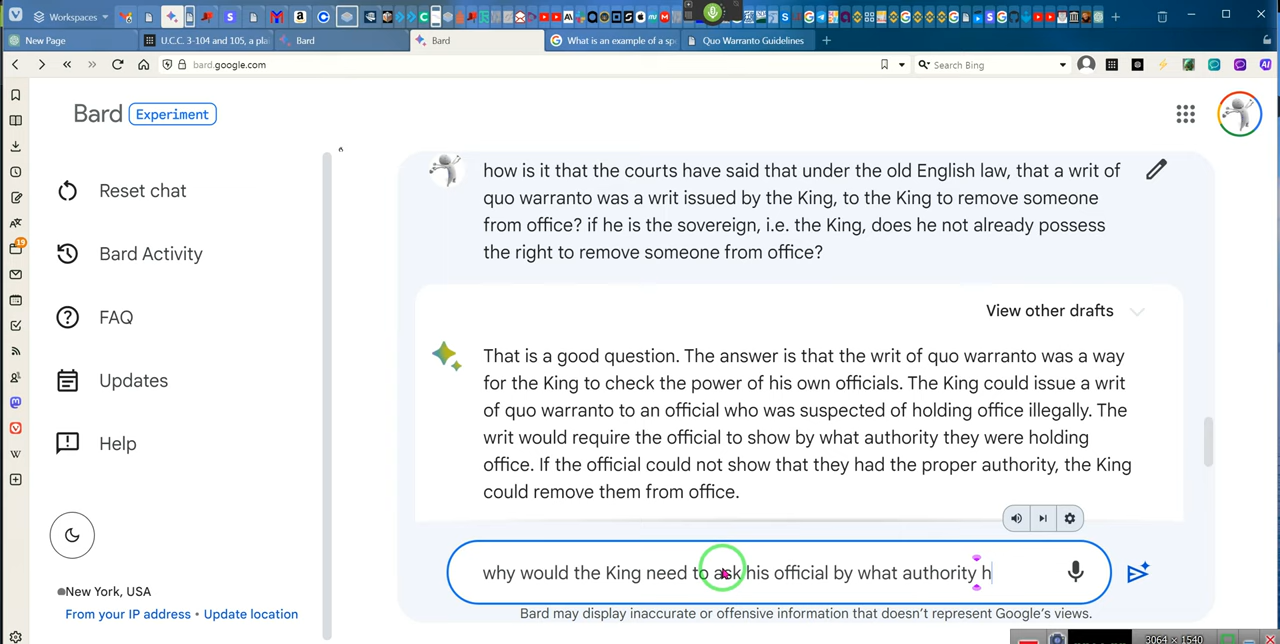 Workspaces
New Page
U.C.C. 3-104 and 105, a pla
Bard
Bard
What is an example of a sp
Quo Warranto Guidelines
bard.google.com
Search Bing
Bard
Experiment
Reset chat
Bard Activity
FAQ
Updates
Help
how is it that the courts have said that under the old English law, that a writ of
quo warranto was a writ issued by the King, to the King to remove someone
from office? if he is the sovereign, i.e. the King, does he not already possess
the right to remove someone from office?
View other drafts
That is a good question. The answer is that the writ of quo warranto was a way
for the King to check the power of his own officials. The King could issue a writ
of quo warranto to an official who was suspected of holding office illegally. The
writ would require the official to show by what authority they were holding
office. If the official could not show that they had the proper authority, the King
could remove them from office.
why would the King need to ask his official by what authority h
Bard may display inaccurate or offensive information that doesn't represent Google's views.
New York, USA
From your IP address • Update location
19
3064 × 1540